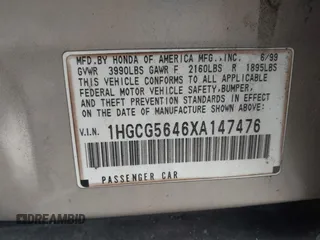 MFD.BY HONDA OF AMERICA MFG., INC. 6/99
GVWR 3990LBS GAWR F 2160LBS R 1895LBS
THIS VEHICLE CONFORMS TO ALL APPLICABLE
FEDERAL MOTOR VEHICLE SAFETY, BUMPER,
AND THEFT PREVENTION STANDARDS IN EFFECT
ON THE DATE OF MANUFACTURE SHOWN ABOVE.
V.I.N. 1HGCG5646XA147476
PASSENGER CAR
DREAMBID